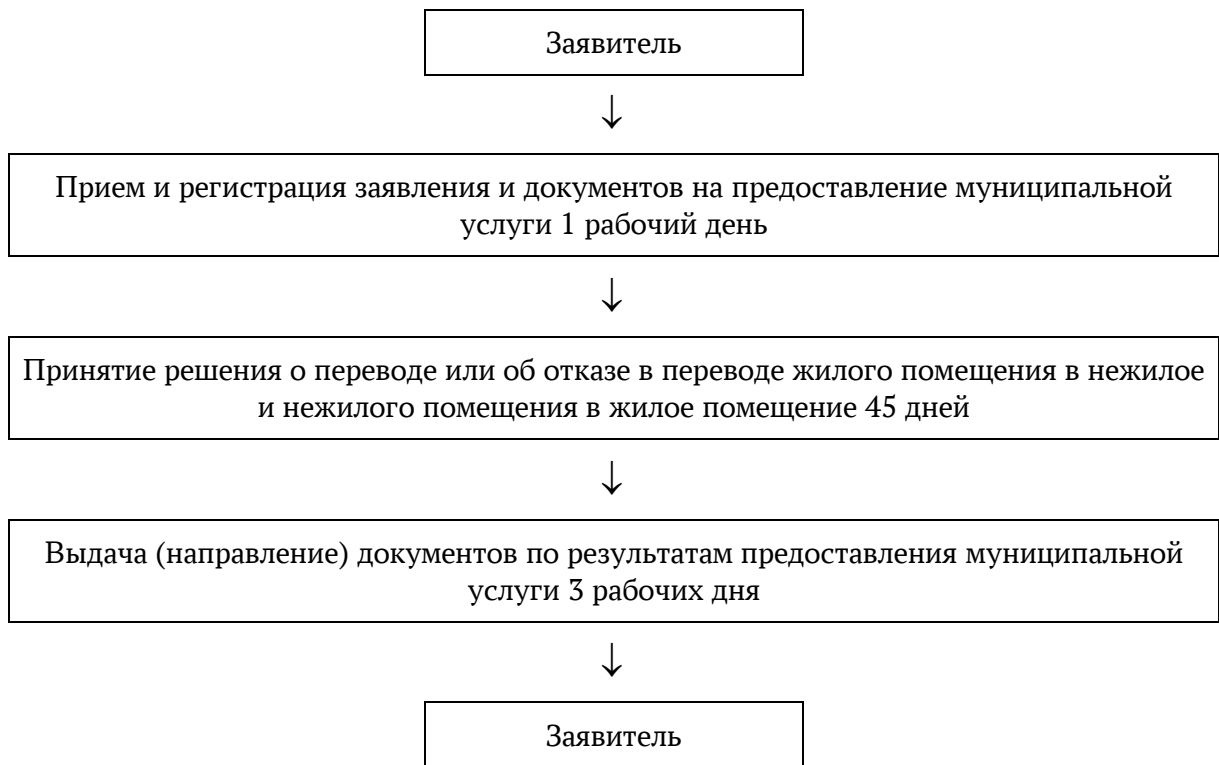 Заявитель
↓
Прием и регистрация заявления и документов на предоставление муниципальной
услуги 1 рабочий день
↓
Принятие решения о переводе или об отказе в переводе жилого помещения в нежилое
и нежилого помещения в жилое помещение 45 дней
↓
Выдача (направление) документов по результатам предоставления муниципальной
услуги 3 рабочих дня
↓
Заявитель